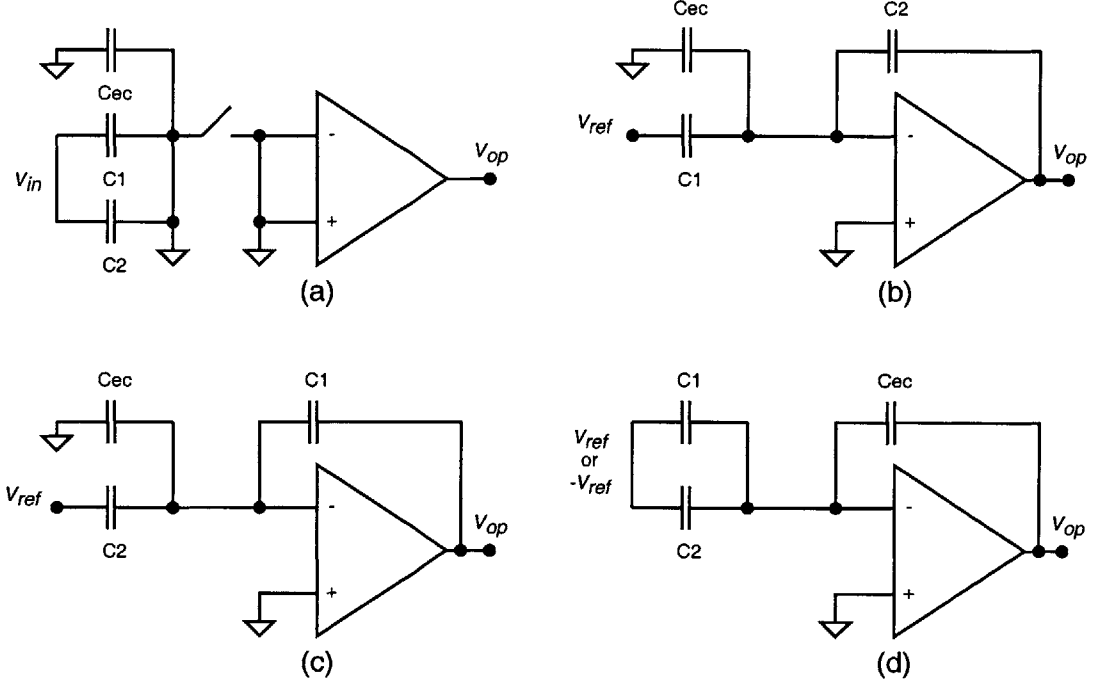 Cec
Vin
C1
C2
-
+
Vop
(a)
Cec
C2
Vref
C1
-
+
Vop
(b)
Cec
C1
Vref
C2
-
+
Vop
(c)
C1
Cec
Vref
or
-Vref
C2
-
+
Vop
(d)